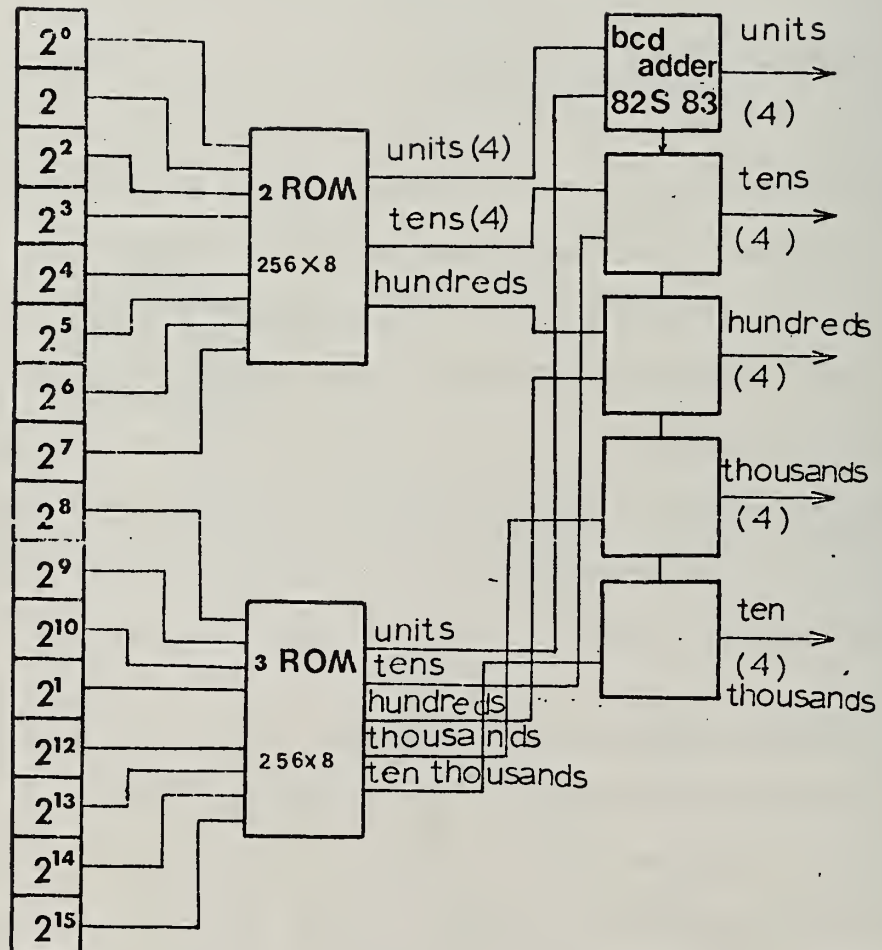 2⁰
2
2²
2³
2⁴
2⁵
2⁶
2⁷
2⁸
2⁹
2¹⁰
2¹
2¹²
2¹³
2¹⁴
2¹⁵
2 ROM
256×8
units (4)
tens (4)
hundreds
3 ROM
256x8
units
tens
hundreds
thousands
ten thousands
bcd
adder
82S 83
units
(4)
tens
(4)
hundreds
(4)
thousands
(4)
ten
(4)
thousands